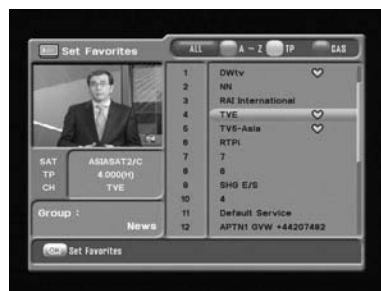 Set Favorites
ALL A ~ Z TP CAS
1 DWtv
2 NN
3 RAI International
4 TVE
5 TV5-Asia
6 RTPi
7 7
8 8
9 SHG E/S
10 4
11 Default Service
12 APTN1 GVW +44207482
SAT ASIASAT2/C
TP 4.000(H)
CH TVE
Group :
News
OK Set Favorites